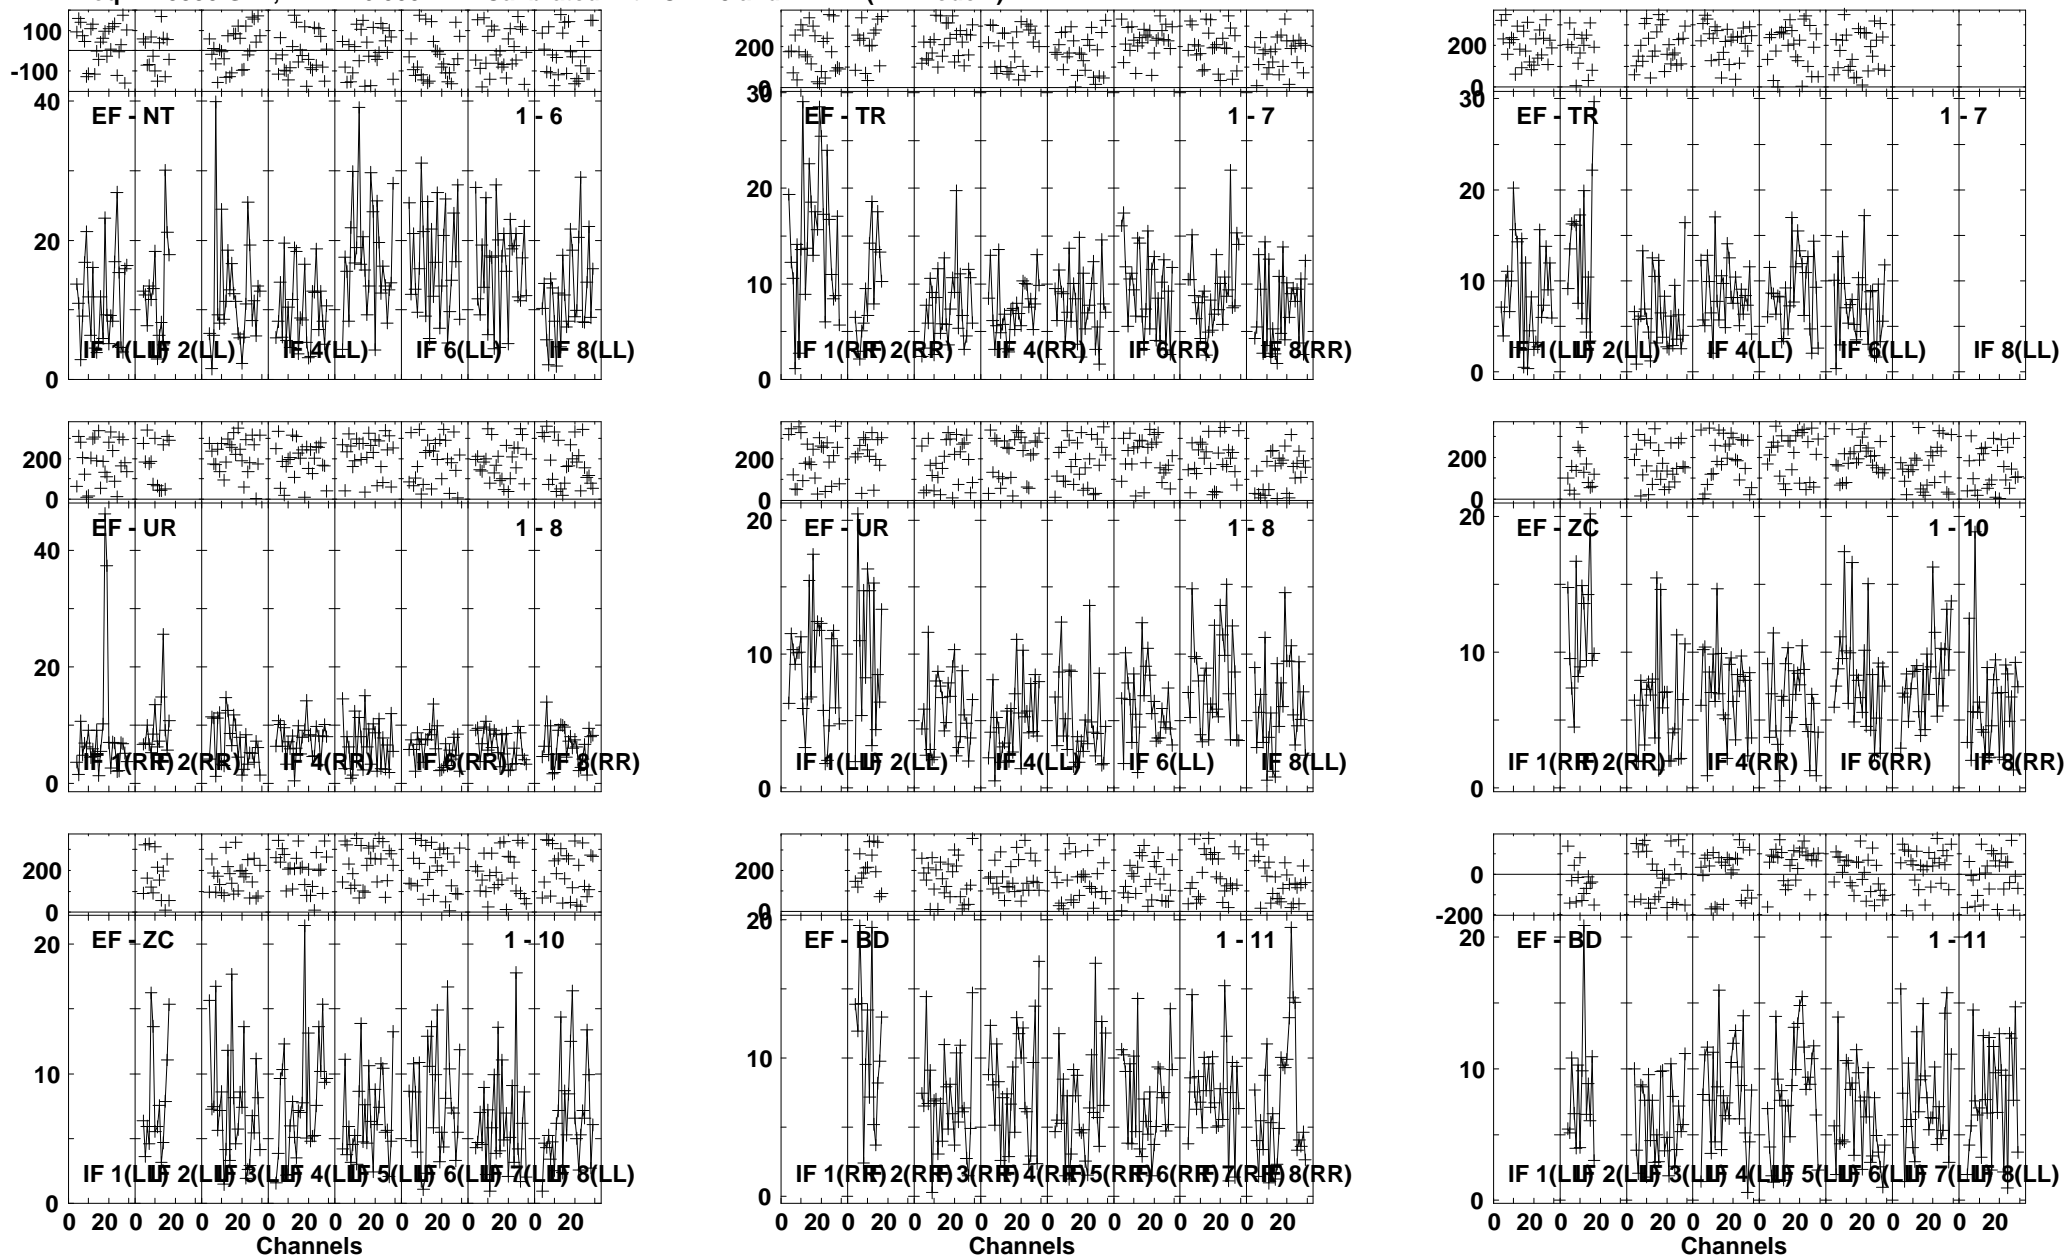 100
-100
40
EF - NT
1 - 6
20
IF 1(LL)
IF 2(LL)
IF 4(LL)
IF 6(LL)
IF 8(LL)
0
200
0
30
EF - TR
1 - 7
20
10
IF 1(RR)
IF 2(RR)
IF 4(RR)
IF 6(RR)
IF 8(RR)
0
200
0
30
EF - TR
1 - 7
20
10
IF 1(LL)
IF 2(LL)
IF 4(LL)
IF 6(LL)
IF 8(LL)
0
200
0
EF - UR
1 - 8
40
20
IF 1(RR)
IF 2(RR)
IF 4(RR)
IF 6(RR)
IF 8(RR)
0
200
0
20
EF - UR
1 - 8
10
IF 1(LL)
IF 2(LL)
IF 4(LL)
IF 6(LL)
IF 8(LL)
0
200
0
20
EF - ZC
1 - 10
10
IF 1(RR)
IF 2(RR)
IF 4(RR)
IF 6(RR)
IF 8(RR)
0
200
0
EF - ZC
1 - 10
20
10
IF 1(LL)
IF 2(LL)
IF 3(LL)
IF 4(LL)
IF 5(LL)
IF 6(LL)
IF 7(LL)
IF 8(LL)
0
0 20 0 20 0 20 0 20 0 20 0 20 0 20 0 20
Channels
200
0
20
EF - BD
1 - 11
10
IF 1(RR)
IF 2(RR)
IF 3(RR)
IF 4(RR)
IF 5(RR)
IF 6(RR)
IF 7(RR)
IF 8(RR)
0
0
-200
20
EF - BD
1 - 11
10
IF 1(LL)
IF 2(LL)
IF 3(LL)
IF 4(LL)
IF 5(LL)
IF 6(LL)
IF 7(LL)
IF 8(LL)
0
0 20 0 20 0 20 0 20 0 20 0 20 0 20 0 20
Channels